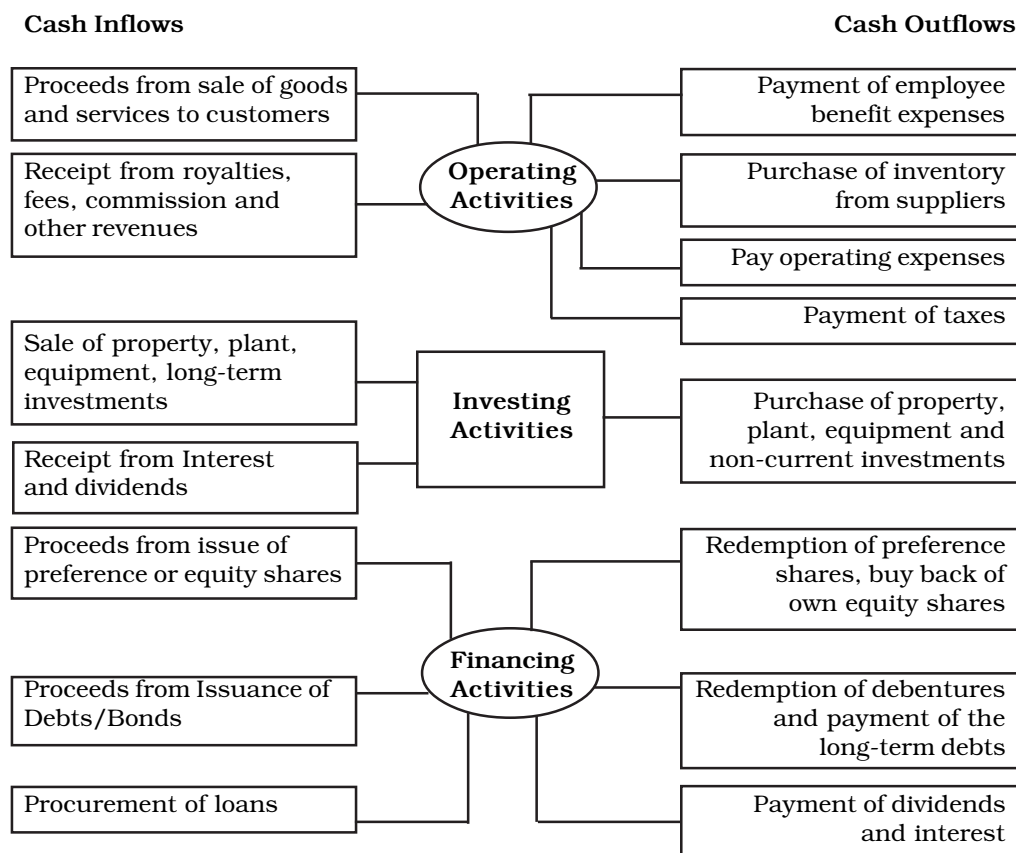 Cash Inflows
Cash Outflows
Proceeds from sale of goods
and services to customers
Receipt from royalties,
fees, commission and
other revenues
Operating
Activities
Payment of employee
benefit expenses
Purchase of inventory
from suppliers
Pay operating expenses
Payment of taxes
Sale of property, plant,
equipment, long-term
investments
Receipt from Interest
and dividends
Investing
Activities
Purchase of property,
plant, equipment and
non-current investments
Proceeds from issue of
preference or equity shares
Proceeds from Issuance of
Debts/Bonds
Procurement of loans
Financing
Activities
Redemption of preference
shares, buy back of
own equity shares
Redemption of debentures
and payment of the
long-term debts
Payment of dividends
and interest